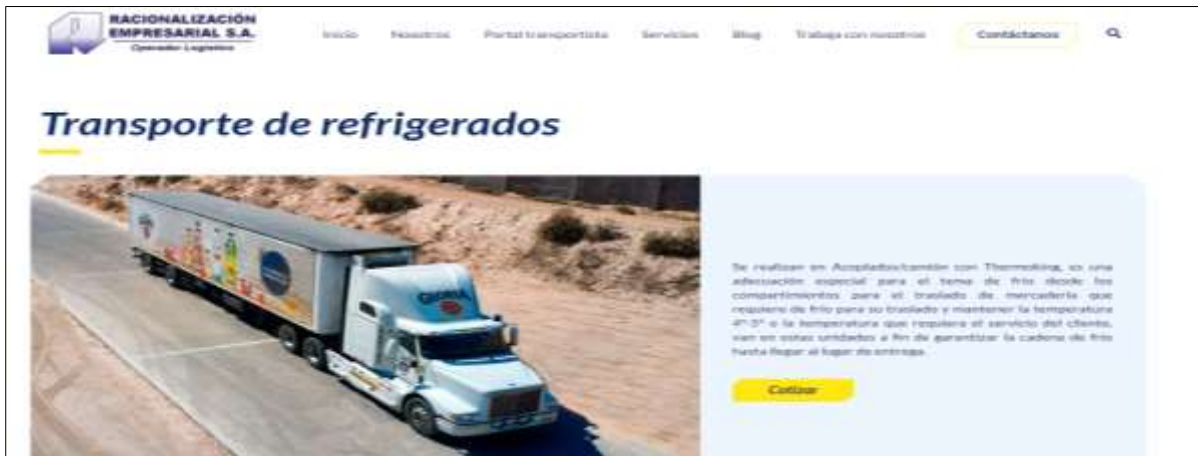 RACIONALIZACIÓN
EMPRESARIAL S.A.
Operador Logístico
Inicio Nosotros Portal transportista Servicios Blog Trabaja con nosotros Contáctanos
Transporte de refrigerados
GLORIA
Se realizan en Acoplados/camión con Thermoking, es una
adecuación especial para el tema de frío desde los
compartimientos para el traslado de mercadería que
requiere de frío para su traslado y mantener la temperatura
4°-5° o la temperatura que requiera el servicio del cliente,
van en estas unidades a fin de garantizar la cadena de frío
hasta llegar al lugar de entrega.
Cotizar